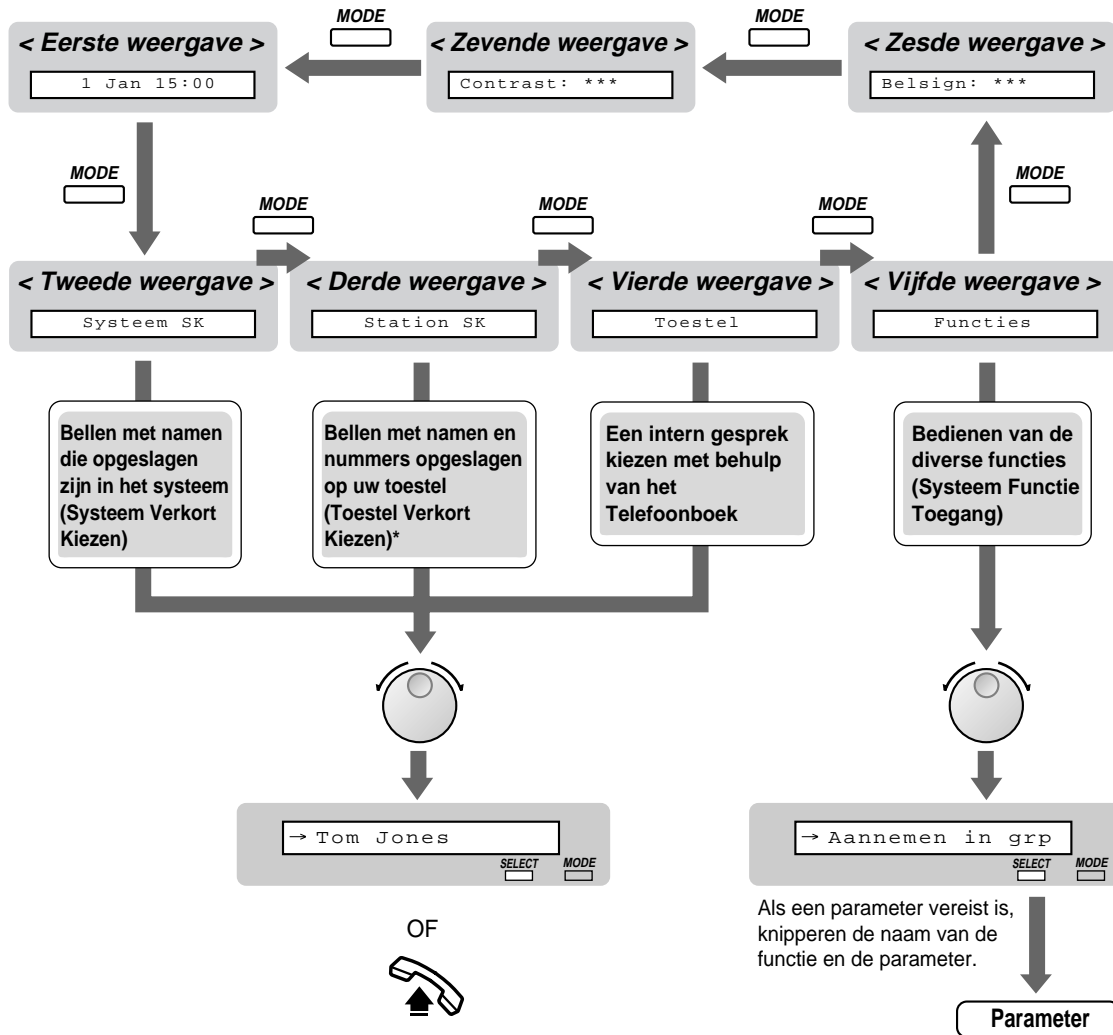 MODE
MODE
< Eerste weergave >
< Zevende weergave >
< Zesde weergave >
1 Jan 15:00
Contrast: ***
Belsign: ***
MODE
MODE
MODE
MODE
MODE
< Tweede weergave >
< Derde weergave >
< Vierde weergave >
< Vijfde weergave >
Systeem SK
Station SK
Toestel
Functies
Bellen met namen
die opgeslagen
zijn in het systeem
(Systeem Verkort
Kiezen)
Bellen met namen en
nummers opgeslagen
op uw toestel
(Toestel Verkort
Kiezen)*
Een intern gesprek
kiezen met behulp
van het
Telefoonboek
Bedienen van de
diverse functies
(Systeem Functie
Toegang)
→ Tom Jones
SELECT MODE
→ Aannemen in grp
SELECT MODE
OF
Als een parameter vereist is,
knipperen de naam van de
functie en de parameter.
Parameter